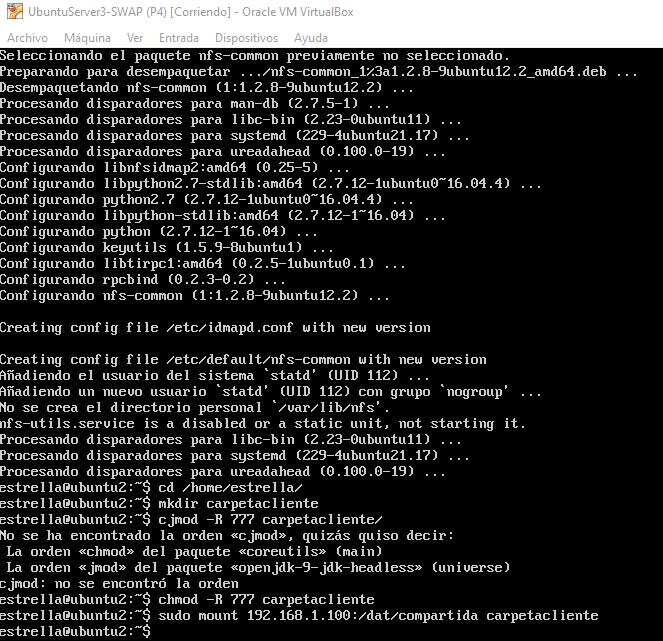 UbuntuServer3-SWAP (P4) [Corriendo] - Oracle VM VirtualBox
Archivo Máquina Ver Entrada Dispositivos Ayuda
Seleccionando el paquete nfs-common previamente no seleccionado.
Preparando para desempaquetar .../nfs-common_1%3a1.2.8-9ubuntu12.2_amd64.deb ...
Desempaquetando nfs-common (1:1.2.8-9ubuntu12.2) ...
Procesando disparadores para man-db (2.7.5-1) ...
Procesando disparadores para libc-bin (2.23-0ubuntu11) ...
Procesando disparadores para systemd (229-4ubuntu21.17) ...
Procesando disparadores para ureadahead (0.100.0-19) ...
Configurando libnfsidmap2:amd64 (0.25-5) ...
Configurando libpython2.7-stdlib:amd64 (2.7.12-1ubuntu0~16.04.4) ...
Configurando python2.7 (2.7.12-1ubuntu0~16.04.4) ...
Configurando libpython-stdlib:amd64 (2.7.12-1~16.04) ...
Configurando python (2.7.12-1~16.04) ...
Configurando keyutils (1.5.9-8ubuntu1) ...
Configurando libtirpc1:amd64 (0.2.5-1ubuntu0.1) ...
Configurando rpcbind (0.2.3-0.2) ...
Configurando nfs-common (1:1.2.8-9ubuntu12.2) ...
Creating config file /etc/idmapd.conf with new version
Creating config file /etc/default/nfs-common with new version
Añadiendo el usuario del sistema `statd' (UID 112) ...
Añadiendo un nuevo usuario `statd' (UID 112) con grupo `nogroup' ...
No se crea el directorio personal `/var/lib/nfs'.
nfs-utils.service is a disabled or a static unit, not starting it.
Procesando disparadores para libc-bin (2.23-0ubuntu11) ...
Procesando disparadores para systemd (229-4ubuntu21.17) ...
Procesando disparadores para ureadahead (0.100.0-19) ...
estrella@ubuntu2:~$ cd /home/estrella/
estrella@ubuntu2:~$ mkdir carpetacliente
estrella@ubuntu2:~$ cjmod -R 777 carpetacliente/
No se ha encontrado la orden «cjmod», quizás quiso decir:
La orden «chmod» del paquete «coreutils» (main)
La orden «jmod» del paquete «openjdk-9-jdk-headless» (universe)
cjmod: no se encontró la orden
estrella@ubuntu2:~$ chmod -R 777 carpetacliente
estrella@ubuntu2:~$ sudo mount 192.168.1.100:/dat/compartida carpetacliente
estrella@ubuntu2:~$